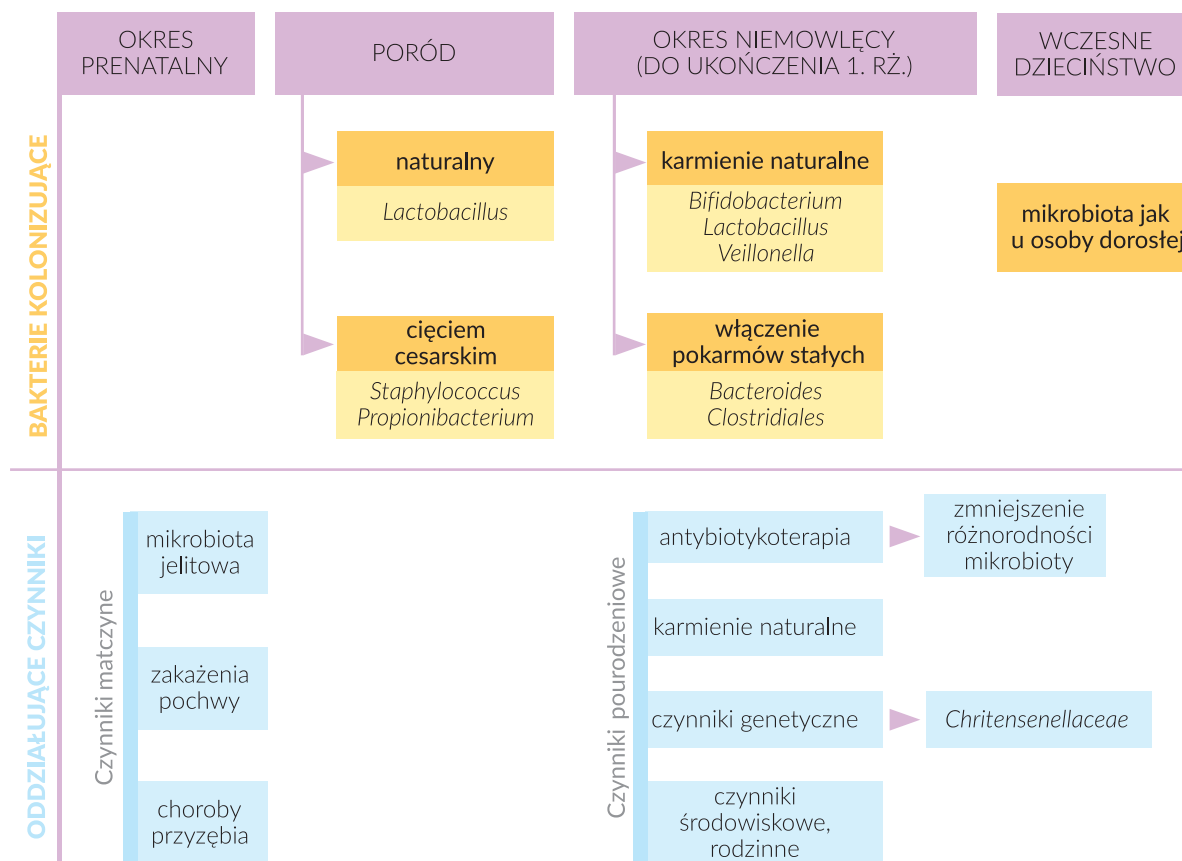 OKRES
PRENATALNY
PORÓD
OKRES NIEMOWLĘCY
(DO UKOŃCZENIA 1. RŻ.)
WCZESNE
DZIECIŃSTWO
BAKTERIE KOLONIZUJĄCE
naturalny
Lactobacillus
karmienie naturalne
Bifidobacterium
Lactobacillus
Veillonella
mikrobiota jak
u osoby dorosłej
cięciem
cesarskim
Staphylococcus
Propionibacterium
włączenie
pokarmów stałych
Bacteroides
Clostridiales
ODDZIAŁUJĄCE CZYNNIKI
Czynniki matczyne
mikrobiota
jelitowa
zakażenia
pochwy
choroby
przyzębia
Czynniki pourodzeniowe
antybiotykoterapia
zmniejszenie
różnorodności
mikrobioty
karmienie naturalne
czynniki genetyczne
Chritensenellaceae
czynniki
środowiskowe,
rodzinne